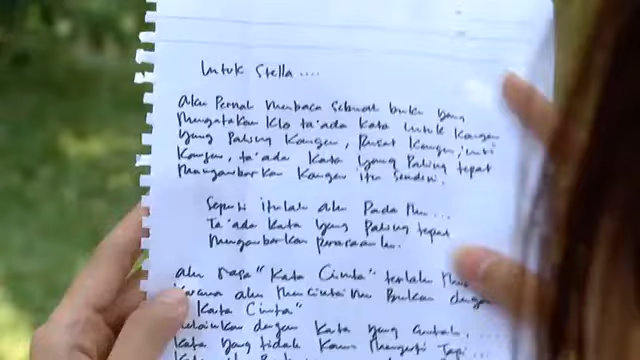 Untuk Stella....
Aku Pernah membaca sebuah buku yang
mengatakan klo ta'ada kata untuk kangen
yang Paling kangen, Pusat kangen, inti
kangen, ta'ada kata yang Paling tepat
menggambarkan kangen itu sendiri.
Seperti itulah aku Pada Mu...
Ta'ada kata yang Paling tepat
menggambarkan perasaanku.
aku rasa "kata Cinta" terlalu
karena aku mencintaimu Bukan dengan
kata Cinta"
melainkan dengan kata yang
kata yang tidak kamu mengerti Tapi